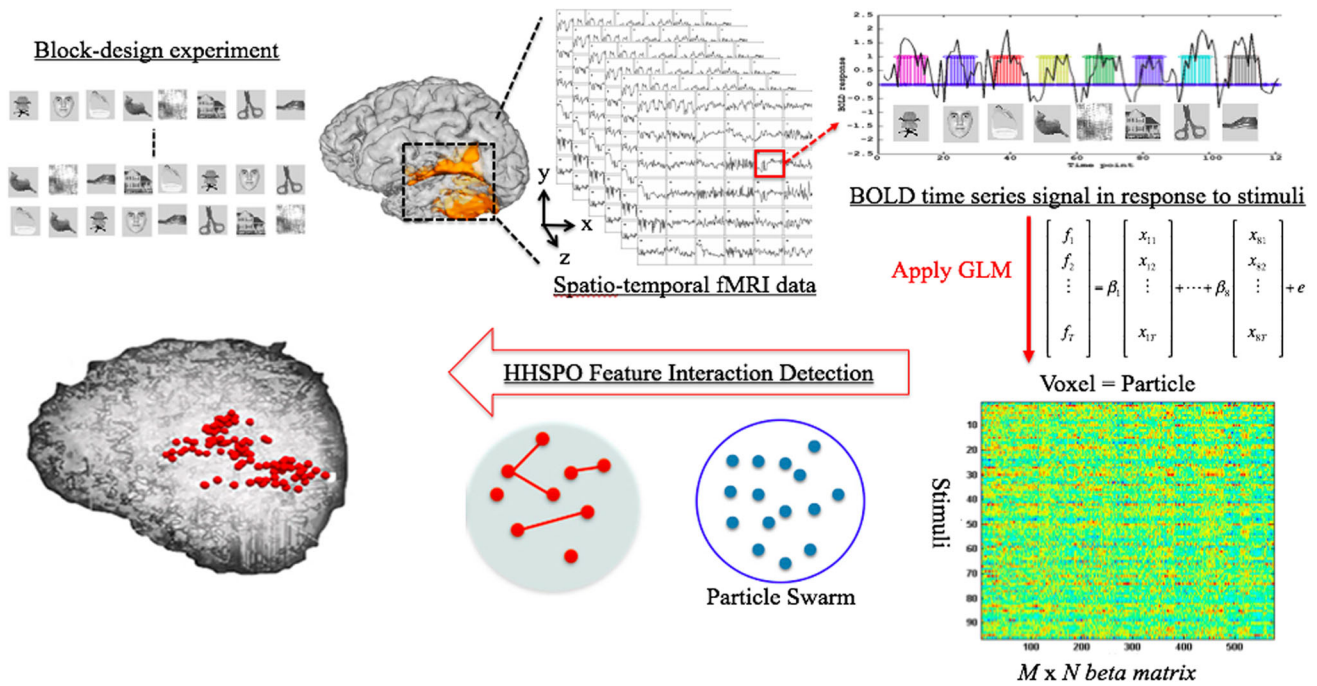 Block-design experiment
y
x
z
Spatio-temporal fMRI data
2.5
1.5
1.0
0.5
0
-0.5
-1
-1.5
-2.5
BOLD response
0 20 40 60 80 100 12
Time point
BOLD time series signal in response to stimuli
Apply GLM
f1 x11 x81
f2 x12 x82
⋮ = β1 ⋮ +⋯+ β8 ⋮ + e
fT x1T x8T
HHSPO Feature Interaction Detection
Voxel = Particle
Particle Swarm
Stimuli
10
20
30
40
50
60
70
80
90
100 200 300 400 500
M x N beta matrix